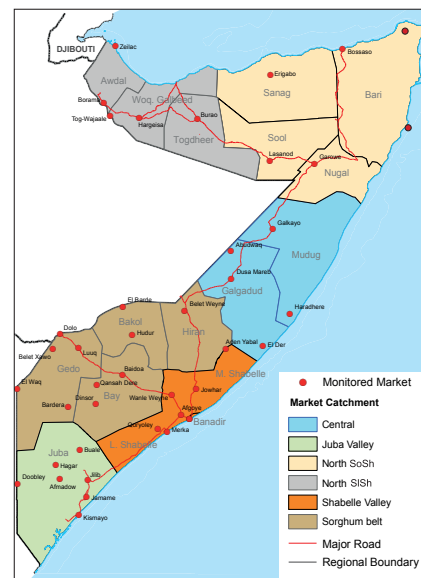 DJIBOUTI
Zeilac
Bossaso
Awdal
Erigabo
Borama
Woq. Galbeed
Sanag
Bari
Tog-Wajaale
Hargeisa
Burao
Togdheer
Sool
Lasanod
Garowe
Nugal
Galkayo
Abudwaq
Mudug
Dusa Mareb
Galgadud
El Barde
Belet Weyne
Haradhere
Bakol
Hiran
Dolo
Hudur
Belet Xawo
Luuq
Aden Yabal
El Der
Gedo
Baidoa
M. Shabelle
El Waq
Qansah Dere
Bay
Dinsor
Wanle Weyne
Jowhar
Bardera
Afgoye
Banadir
Qoryoley
Merka
L. Shabelle
Juba
Buale
Hagar
Jilib
Doobley
Afmadow
Jamame
Kismayo
Monitored Market
Market Catchment
Central
Juba Valley
North SoSh
North SlSh
Shabelle Valley
Sorghum belt
Major Road
Regional Boundary